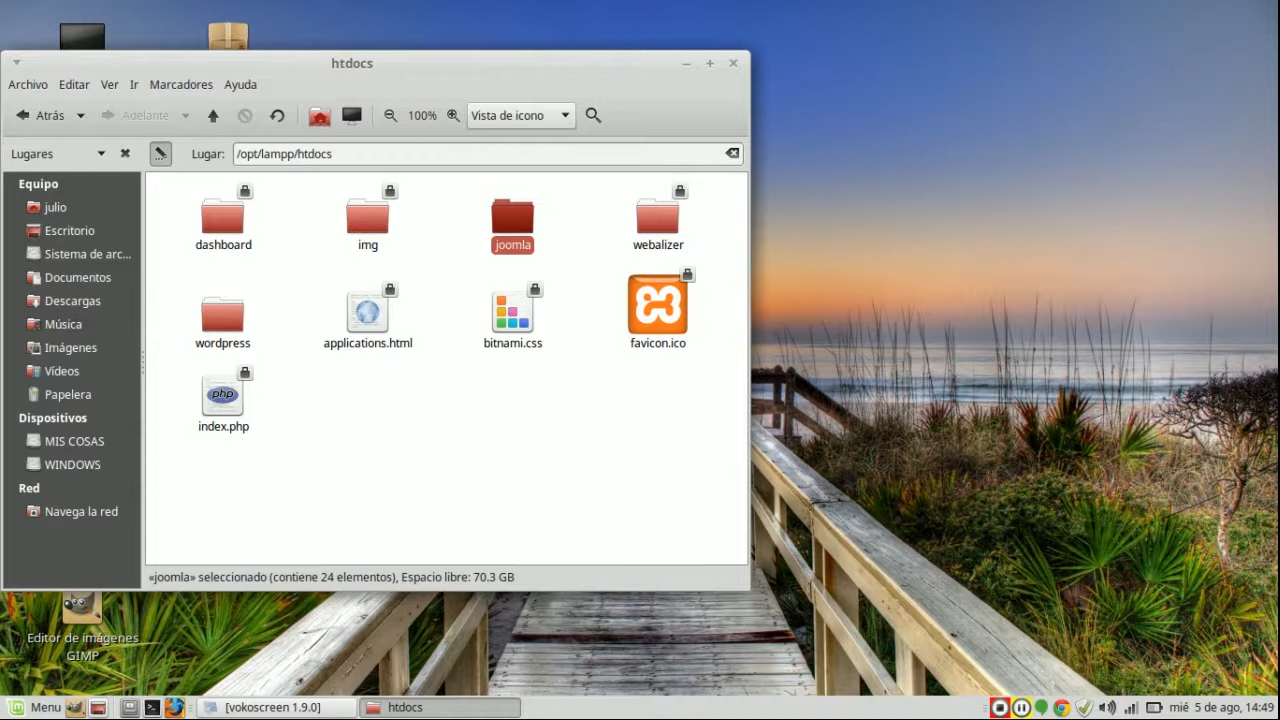 htdocs
Archivo Editar Ver Ir Marcadores Ayuda
Atrás Adelante 100% Vista de icono
Lugares Lugar: /opt/lampp/htdocs
Equipo
julio
Escritorio
Sistema de arc...
Documentos
Descargas
Música
Imágenes
Vídeos
Papelera
Dispositivos
MIS COSAS
WINDOWS
Red
Navega la red
dashboard img joomla webalizer
wordpress applications.html bitnami.css favicon.ico
php
index.php
«joomla» seleccionado (contiene 24 elementos), Espacio libre: 70.3 GB
Editor de imágenes
GIMP
Menu [vokoscreen 1.9.0] htdocs mié 5 de ago, 14:49